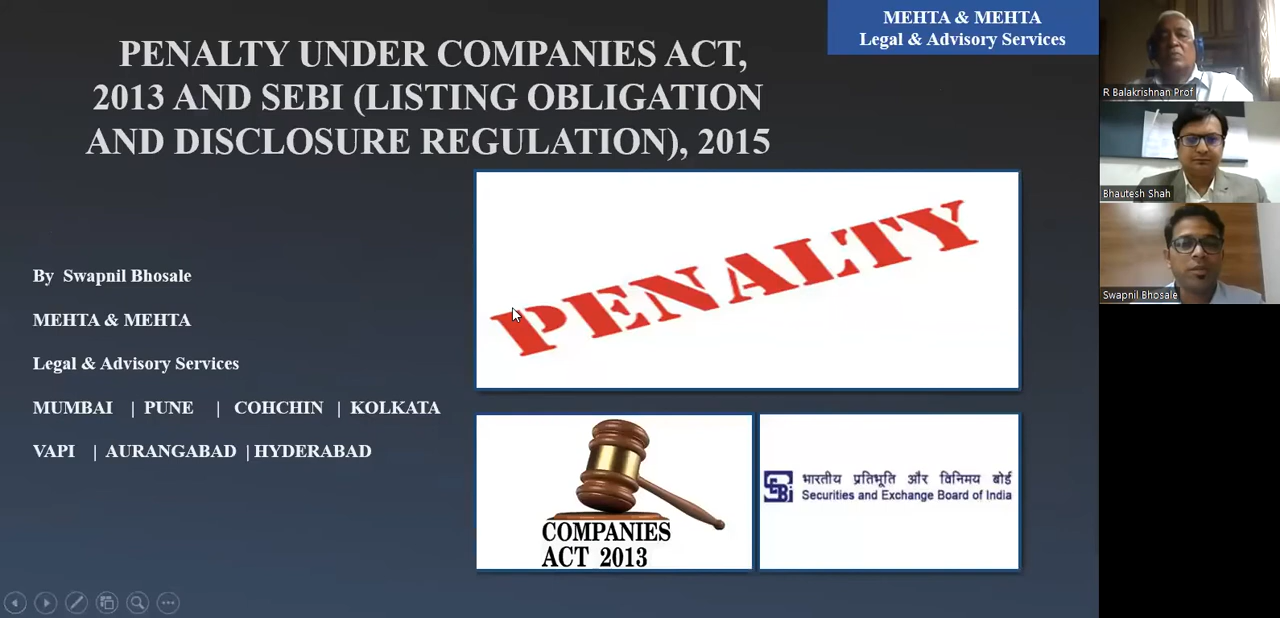 PENALTY UNDER COMPANIES ACT,
2013 AND SEBI (LISTING OBLIGATION
AND DISCLOSURE REGULATION), 2015
MEHTA & MEHTA
Legal & Advisory Services
By Swapnil Bhosale
MEHTA & MEHTA
Legal & Advisory Services
MUMBAI | PUNE | COHCHIN | KOLKATA
VAPI | AURANGABAD | HYDERABAD
PENALTY
COMPANIES
ACT 2013
SEBI
भारतीय प्रतिभूति और विनिमय बोर्ड
Securities and Exchange Board of India
R Balakrishnan Prof
Bhautesh Shah
Swapnil Bhosale